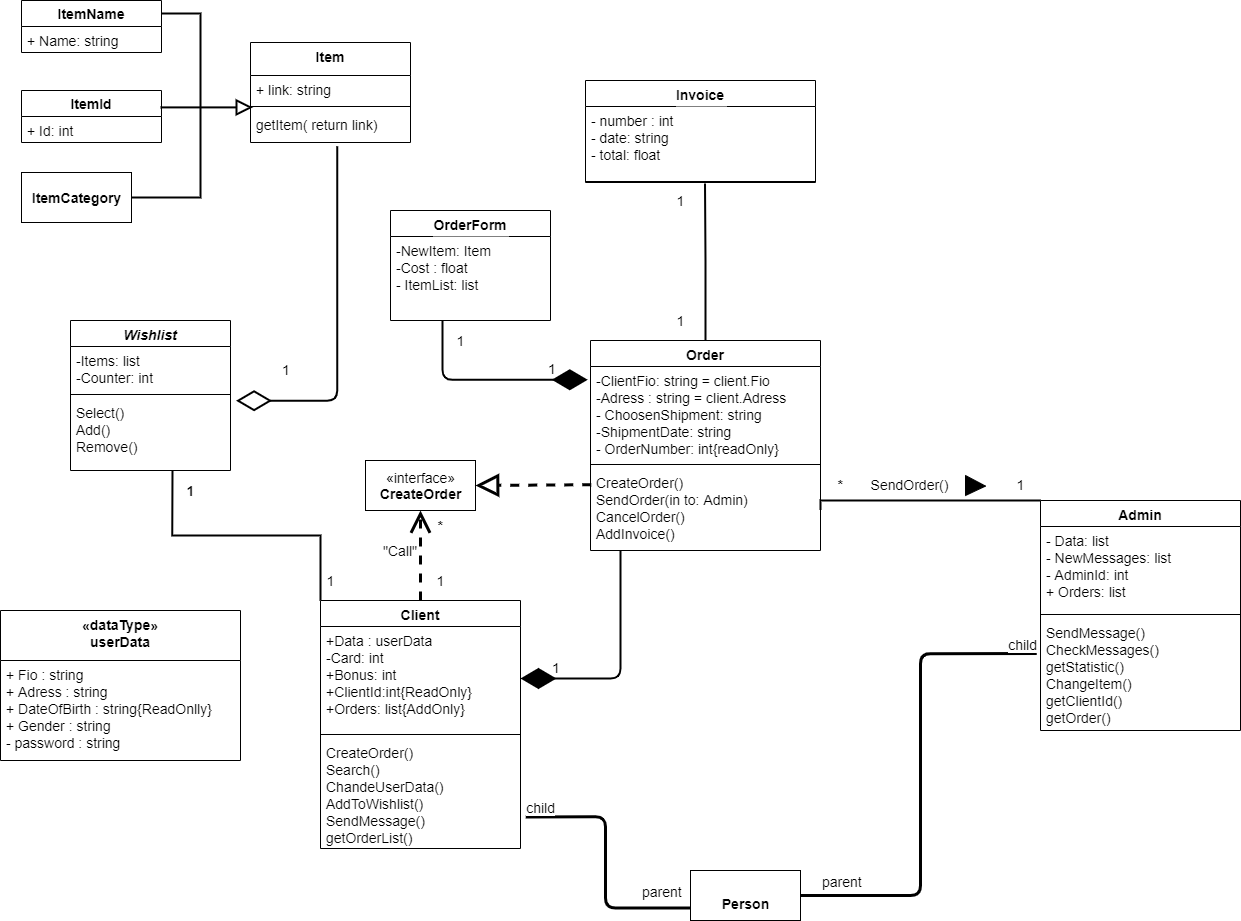 ItemName
+ Name: string
ItemId
+ Id: int
ItemCategory
Item
+ link: string
getItem( return link)
Invoice
- number : int
- date: string
- total: float
1
1
OrderForm
-NewItem: Item
-Cost : float
- ItemList: list
1
1
Wishlist
-Items: list
-Counter: int
Select()
Add()
Remove()
1
1
1
Order
-ClientFio: string = client.Fio
-Adress : string = client.Adress
- ChoosenShipment: string
-ShipmentDate: string
- OrderNumber: int{readOnly}
CreateOrder()
SendOrder(in to: Admin)
CancelOrder()
AddInvoice()
«interface»
CreateOrder
*
"Call"
1
* SendOrder() 1
Admin
- Data: list
- NewMessages: list
- AdminId: int
+ Orders: list
SendMessage()
CheckMessages()
getStatistic()
ChangeItem()
getClientId()
getOrder()
child
«dataType»
userData
+ Fio : string
+ Adress : string
+ DateOfBirth : string{ReadOnlly}
+ Gender : string
- password : string
Client
+Data : userData
-Card: int
+Bonus: int
+ClientId:int{ReadOnly}
+Orders: list{AddOnly}
CreateOrder()
Search()
ChandeUserData()
AddToWishlist()
SendMessage()
getOrderList()
1
child
parent
Person
parent